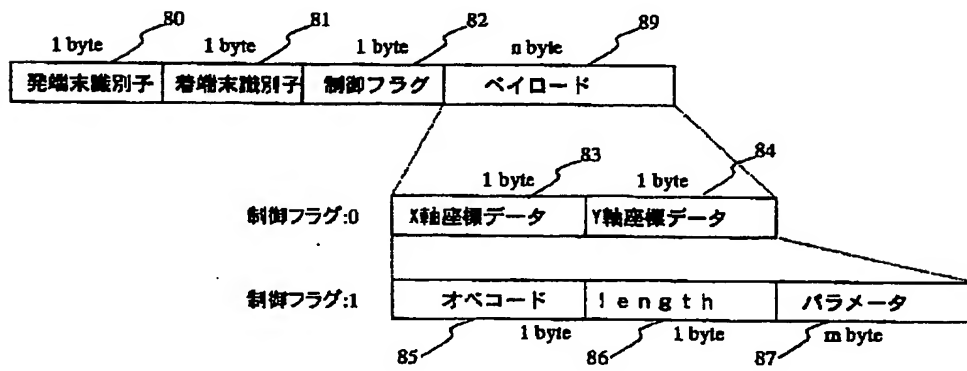 80 81 82 89
1 byte 1 byte 1 byte n byte
発端末識別子 着端末識別子 制御フラグ ペイロード
83 84
1 byte 1 byte
制御フラグ:0 X軸座標データ Y軸座標データ
制御フラグ:1 オペコード length パラメータ
1 byte 1 byte m byte
85 86 87